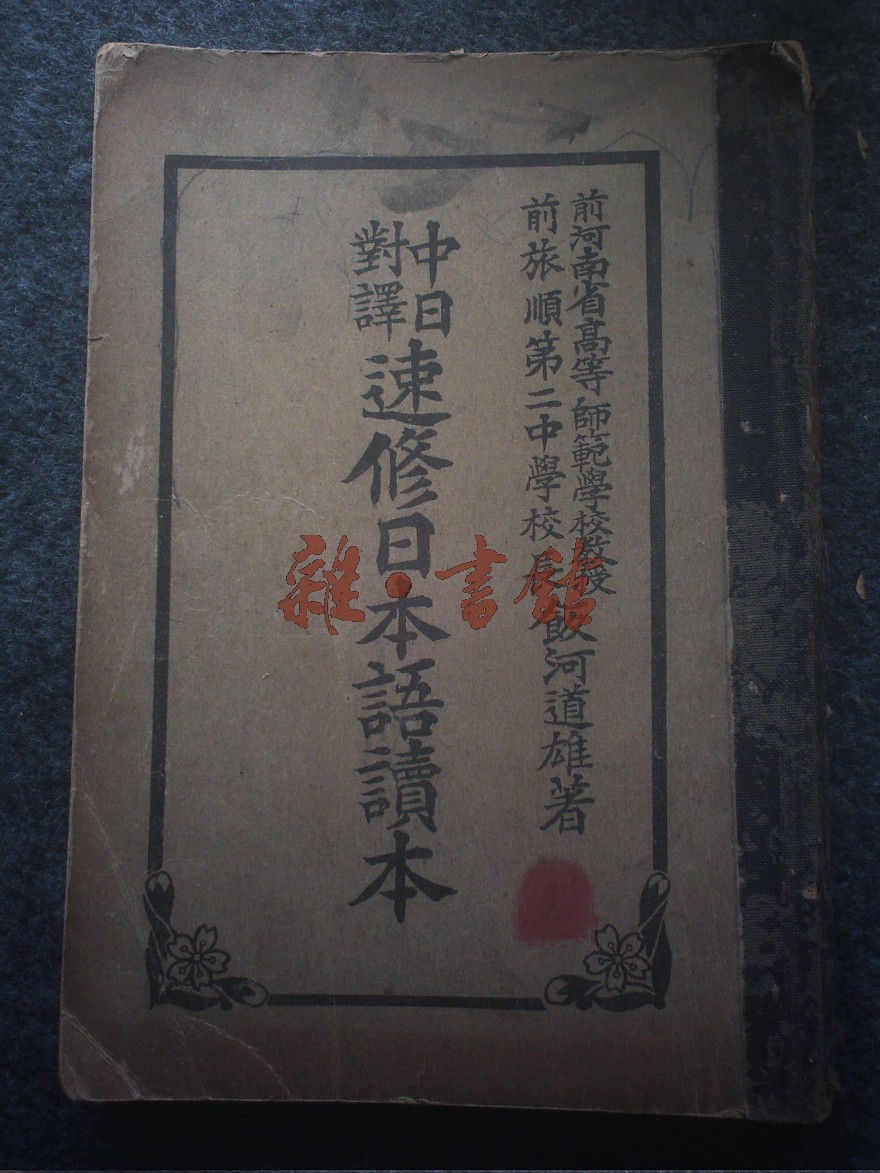 前河南省高等師範學校教授
前旅順第二中學校長 飯河道雄著
中日對譯
速修日本語讀本
雜·書館